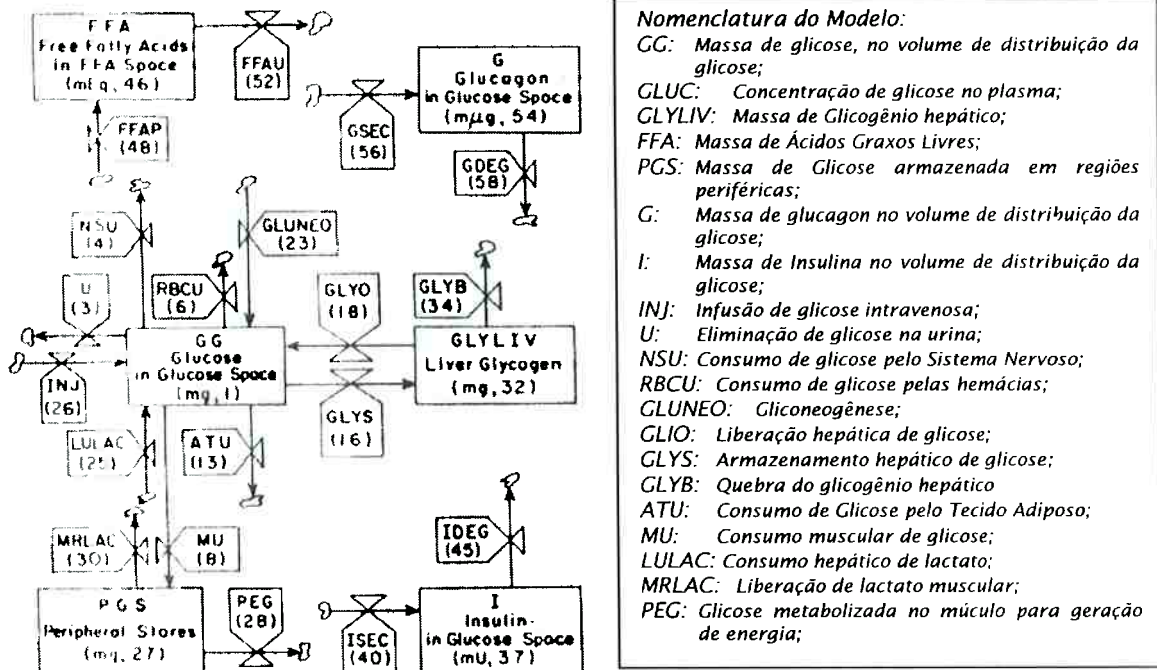 F F A
Free Fatty Acids
in FFA Space
(mEq, 46)
FFAU
(52)
FFAP
(48)
G
Glucagon
in Glucose Space
(mμg, 54)
GSEC
(56)
GDEG
(58)
NSU
(4)
GLUNEO
(23)
U
(3)
RBCU
(6)
GLYO
(18)
GLYB
(34)
GG
Glucose
in Glucose Space
(mg, 1)
GLYLIV
Liver Glycogen
(mg, 32)
INJ
(26)
GLYS
(16)
LULAC
(25)
ATU
(13)
MRLAC
(30)
MU
(8)
IDEG
(45)
P G S
Peripheral Stores
(mg, 27)
PEG
(28)
ISEC
(40)
I
Insulin-
in Glucose Space
(mU, 37)
Nomenclatura do Modelo:
GG: Massa de glicose, no volume de distribuição da
glicose;
GLUC: Concentração de glicose no plasma;
GLYLIV: Massa de Glicogênio hepático;
FFA: Massa de Ácidos Graxos Livres;
PGS: Massa de Glicose armazenada em regiões
periféricas;
G: Massa de glucagon no volume de distribuição da
glicose;
I: Massa de Insulina no volume de distribuição da
glicose;
INJ: Infusão de glicose intravenosa;
U: Eliminação de glicose na urina;
NSU: Consumo de glicose pelo Sistema Nervoso;
RBCU: Consumo de glicose pelas hemácias;
GLUNEO: Gliconeogênese;
GLIO: Liberação hepática de glicose;
GLYS: Armazenamento hepático de glicose;
GLYB: Quebra do glicogênio hepático
ATU: Consumo de Glicose pelo Tecido Adiposo;
MU: Consumo muscular de glicose;
LULAC: Consumo hepático de lactato;
MRLAC: Liberação de lactato muscular;
PEG: Glicose metabolizada no múculo para geração
de energia;